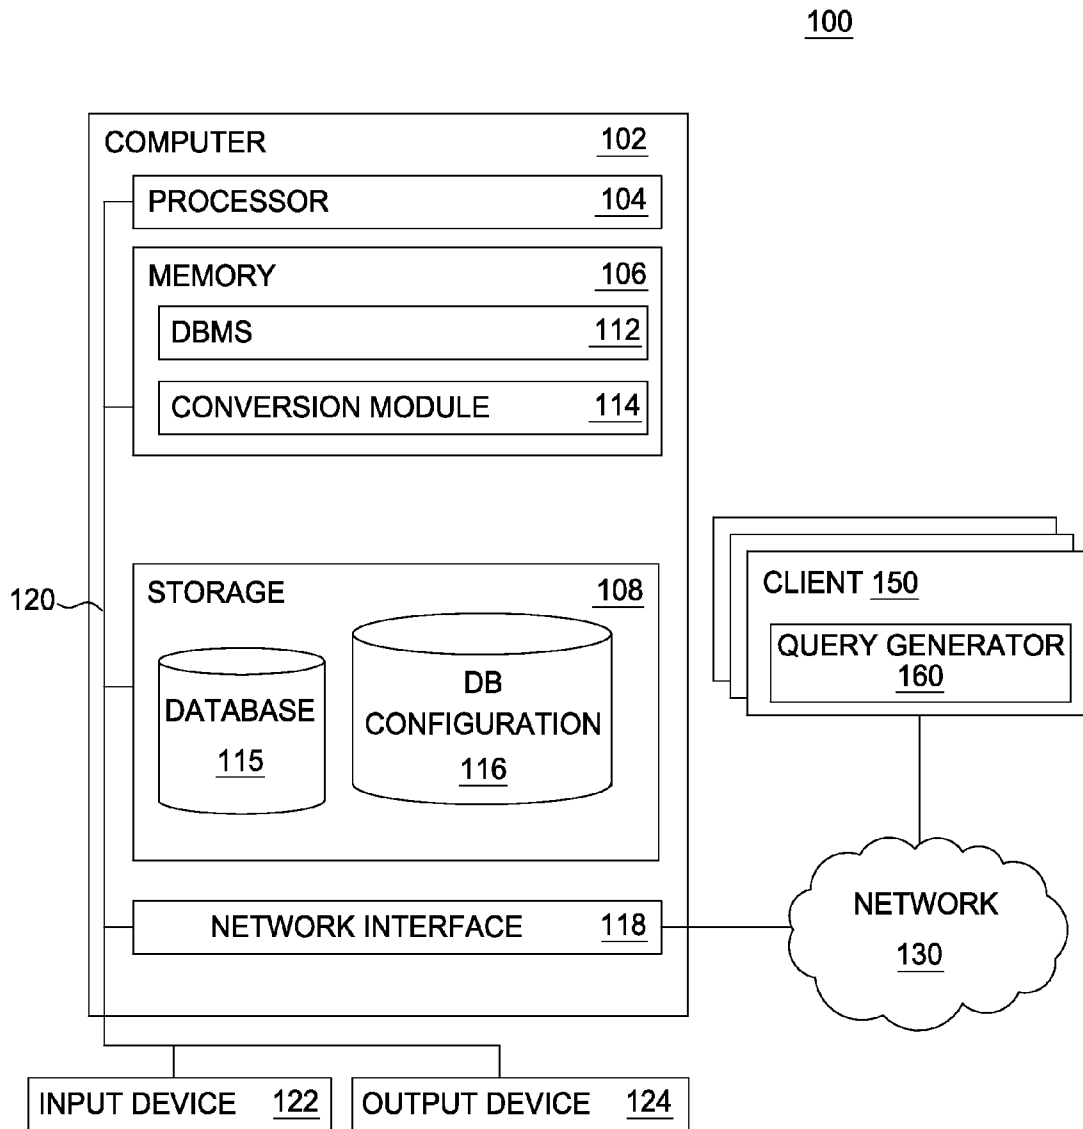 100
COMPUTER 102
PROCESSOR 104
MEMORY 106
DBMS 112
CONVERSION MODULE 114
120
STORAGE 108
DATABASE
115
DB
CONFIGURATION
116
CLIENT 150
QUERY GENERATOR
160
NETWORK INTERFACE 118
NETWORK
130
INPUT DEVICE 122
OUTPUT DEVICE 124